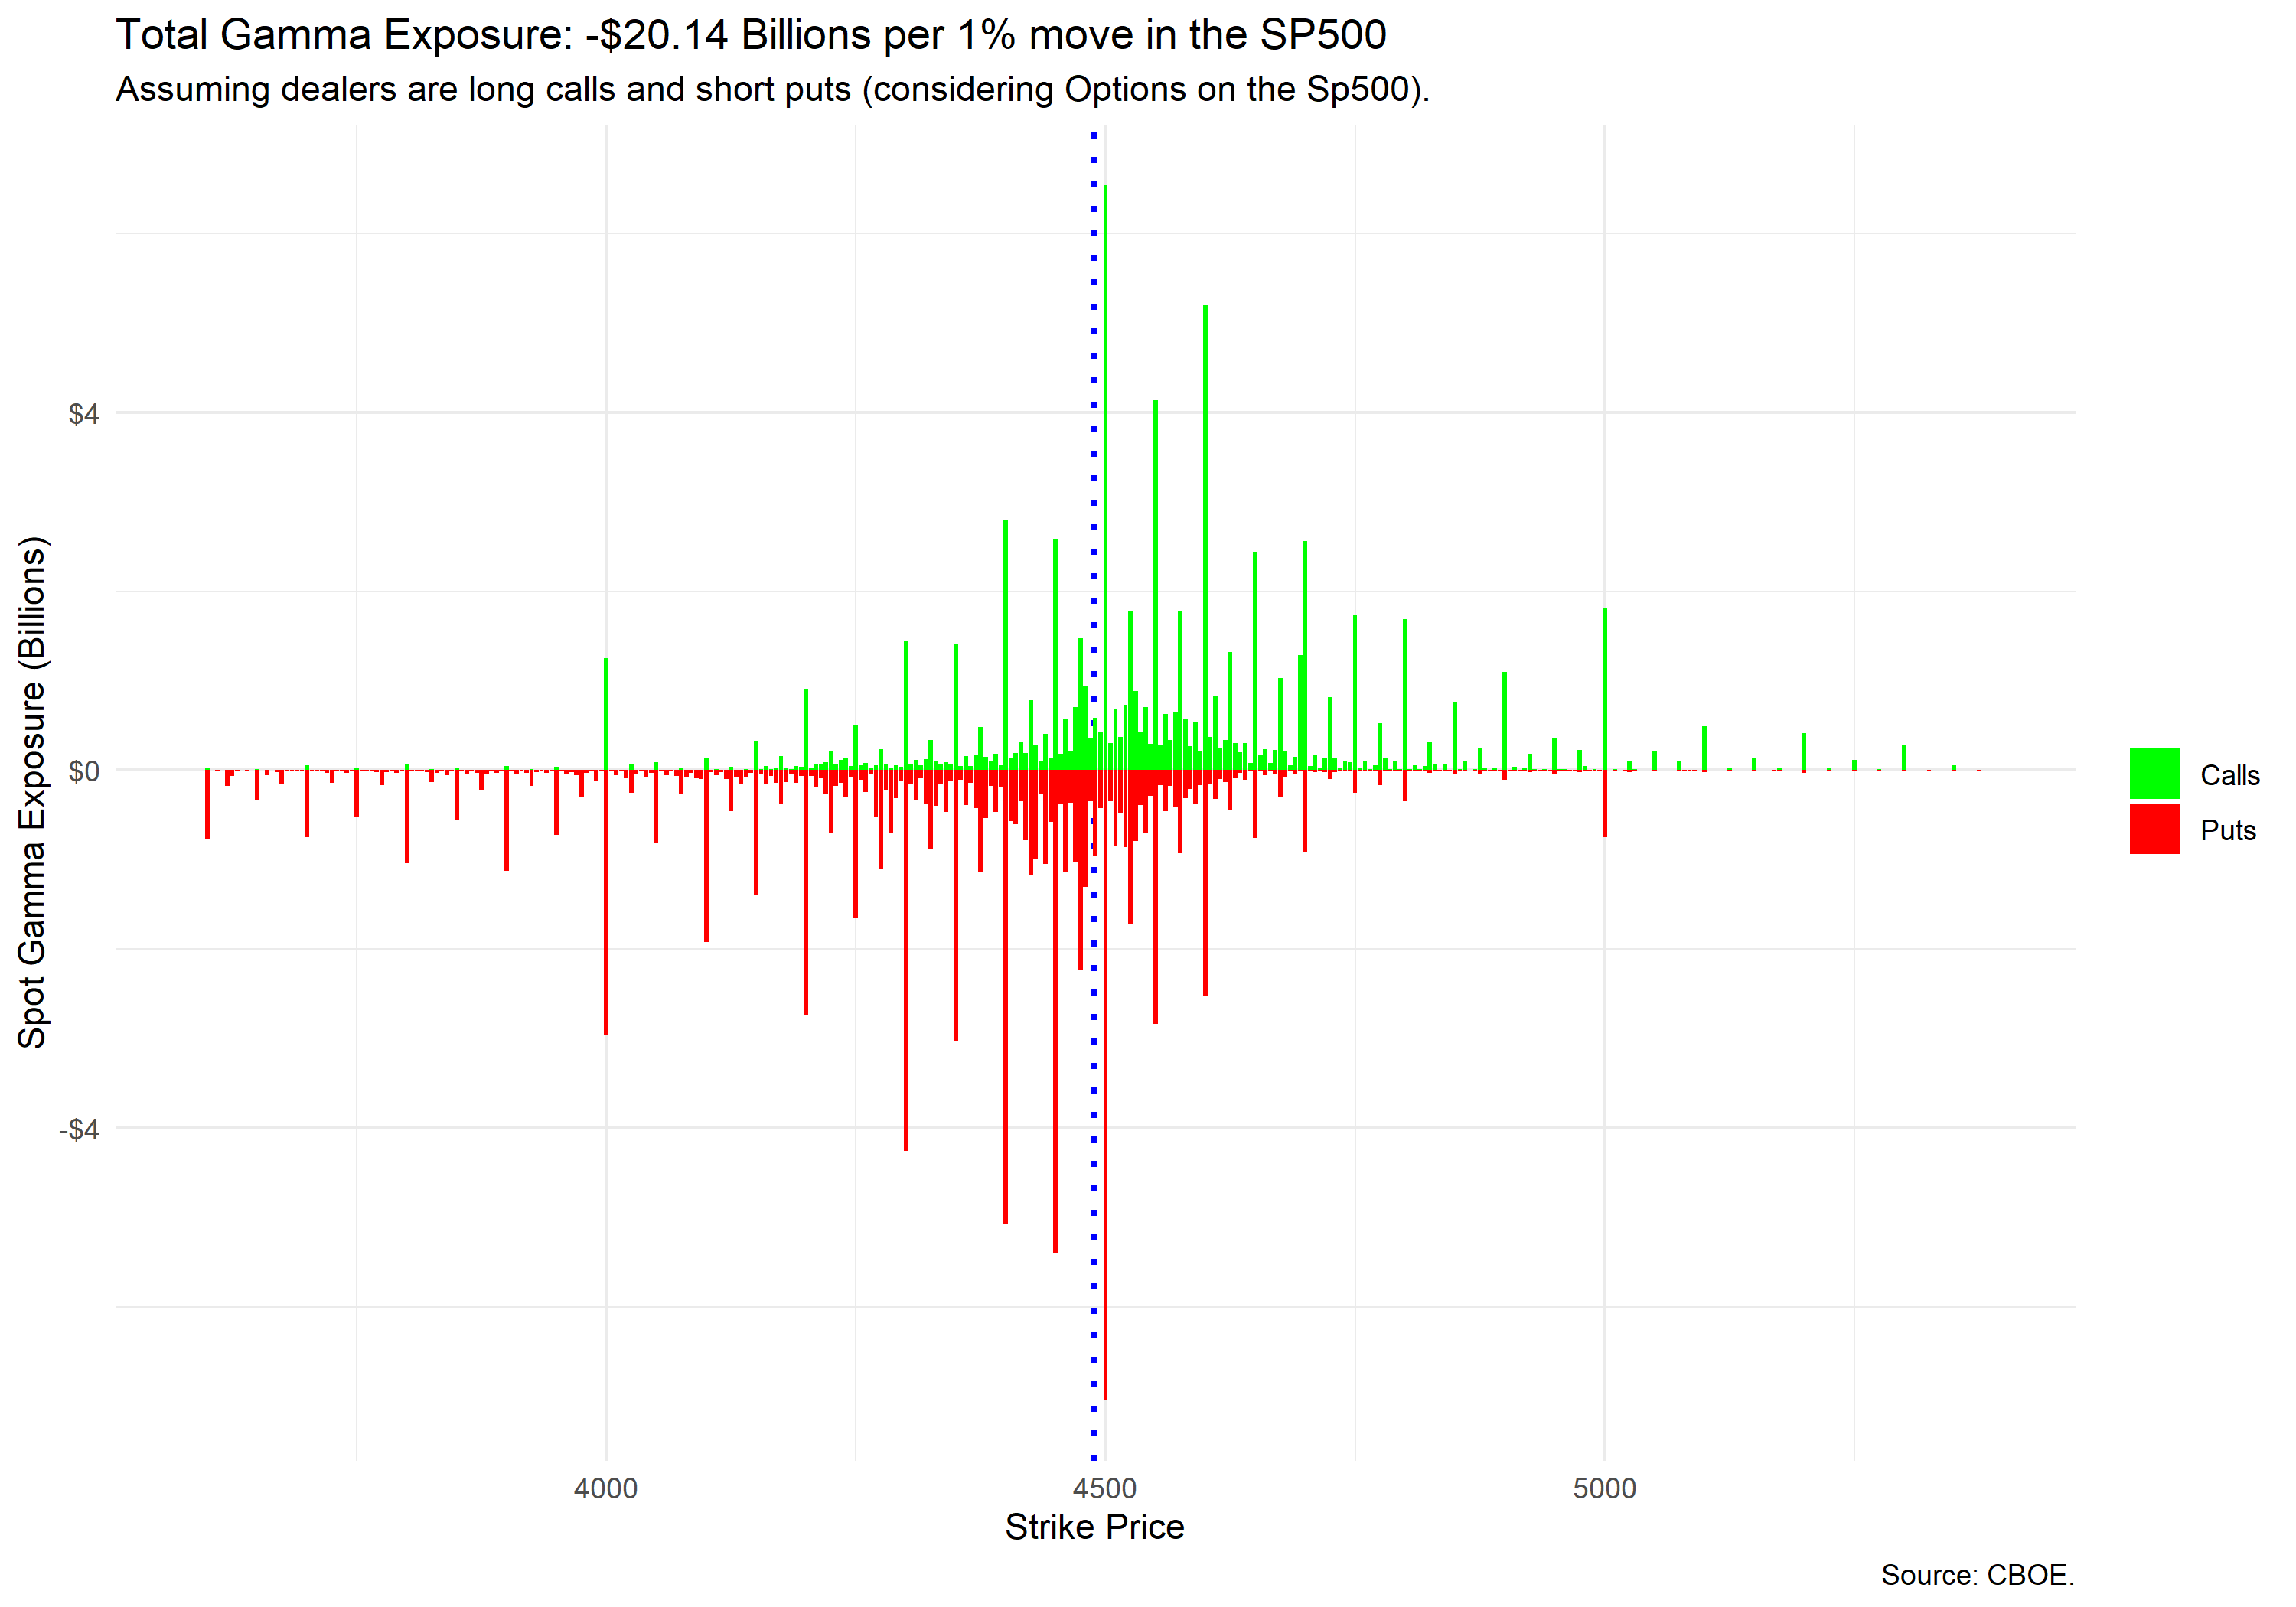 Total Gamma Exposure: -$20.14 Billions per 1% move in the SP500
Assuming dealers are long calls and short puts (considering Options on the Sp500).
Spot Gamma Exposure (Billions)
$4
$0
-$4
4000
4500
5000
Strike Price
Calls
Puts
Source: CBOE.